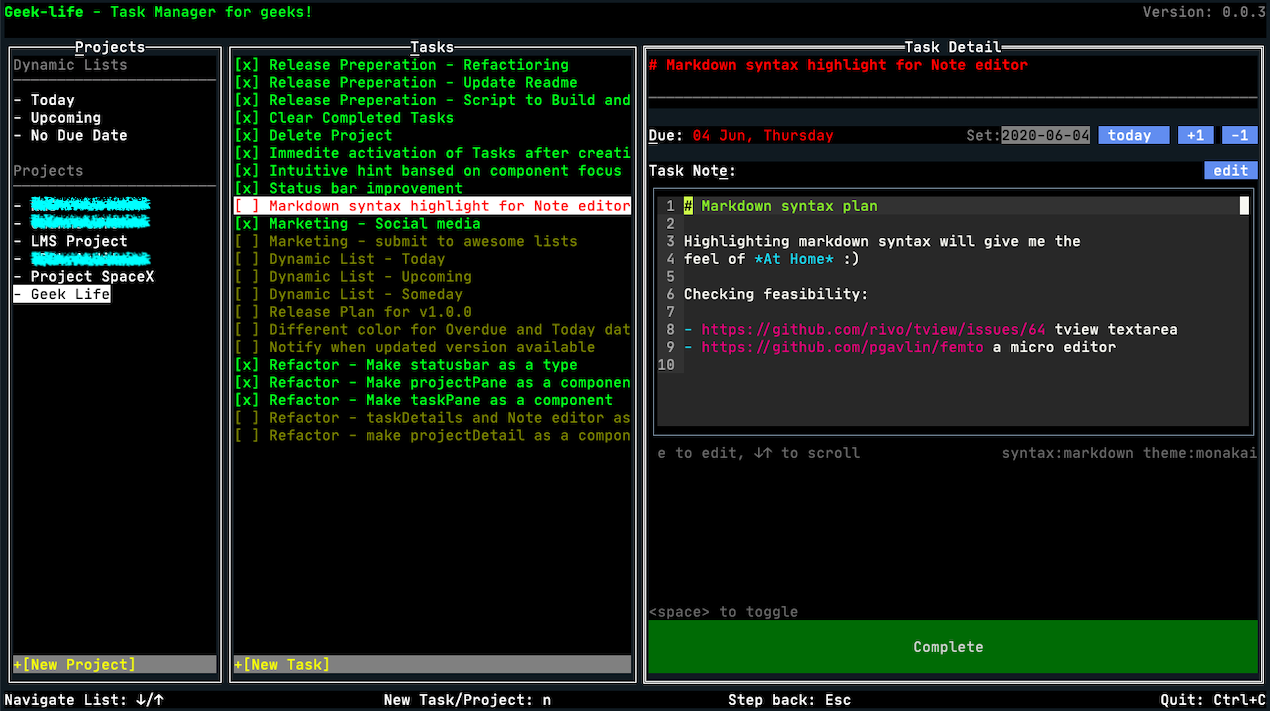 Geek-life - Task Manager for geeks!
Version: 0.0.3
Projects
Dynamic Lists
- Today
- Upcoming
- No Due Date
Projects
-
-
- LMS Project
-
- Project SpaceX
- Geek Life
+[New Project]
Tasks
[x] Release Preperation - Refactioring
[x] Release Preperation - Update Readme
[x] Release Preperation - Script to Build and
[x] Clear Completed Tasks
[x] Delete Project
[x] Immedite activation of Tasks after creati
[x] Intuitive hint bansed on component focus
[x] Status bar improvement
[ ] Markdown syntax highlight for Note editor
[x] Marketing - Social media
[ ] Marketing - submit to awesome lists
[ ] Dynamic List - Today
[ ] Dynamic List - Upcoming
[ ] Dynamic List - Someday
[ ] Release Plan for v1.0.0
[ ] Different color for Overdue and Today dat
[ ] Notify when updated version available
[x] Refactor - Make statusbar as a type
[x] Refactor - Make projectPane as a componen
[x] Refactor - Make taskPane as a component
[ ] Refactor - taskDetails and Note editor as
[ ] Refactor - make projectDetail as a compon
+[New Task]
Task Detail
# Markdown syntax highlight for Note editor
Due: 04 Jun, Thursday Set:2020-06-04 today +1 -1
Task Note: edit
1 # Markdown syntax plan
2
3 Highlighting markdown syntax will give me the
4 feel of *At Home* :)
5
6 Checking feasibility:
7
8 - https://github.com/rivo/tview/issues/64 tview textarea
9 - https://github.com/pgavlin/femto a micro editor
10
e to edit, ↓↑ to scroll syntax:markdown theme:monakai
<space> to toggle
Complete
Navigate List: ↓/↑ New Task/Project: n Step back: Esc Quit: Ctrl+C